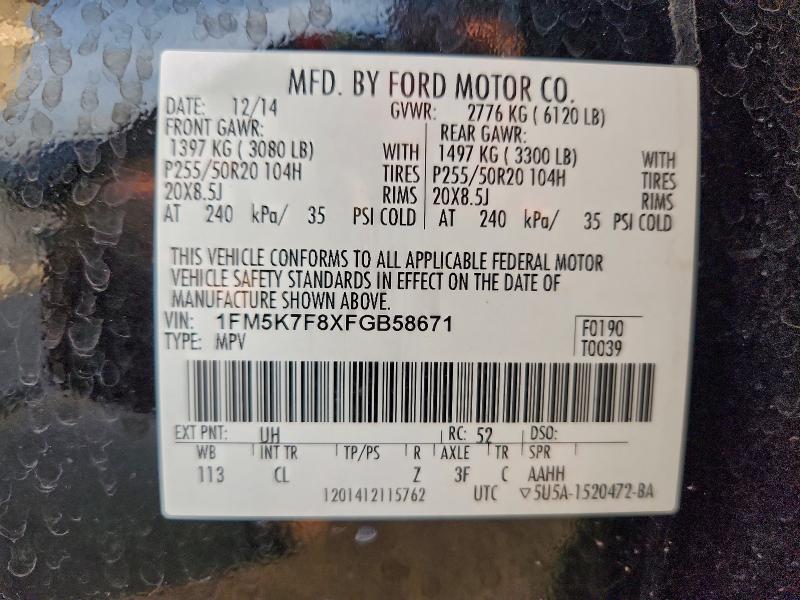 MFD. BY FORD MOTOR CO.
DATE: 12/14 GVWR: 2776 KG ( 6120 LB)
FRONT GAWR: REAR GAWR:
1397 KG ( 3080 LB) WITH 1497 KG ( 3300 LB) WITH
P255/50R20 104H TIRES P255/50R20 104H TIRES
20X8.5J RIMS 20X8.5J RIMS
AT 240 kPa/ 35 PSI COLD AT 240 kPa/ 35 PSI COLD
THIS VEHICLE CONFORMS TO ALL APPLICABLE FEDERAL MOTOR
VEHICLE SAFETY STANDARDS IN EFFECT ON THE DATE OF
MANUFACTURE SHOWN ABOVE.
VIN: 1FM5K7F8XFGB58671 F0190
TYPE: MPV T0039
EXT PNT: UH RC: 52 DSO:
WB INT TR TP/PS R AXLE TR SPR
113 CL Z 3F C AAHH
1201412115762 UTC ▽5U5A-1520472-BA